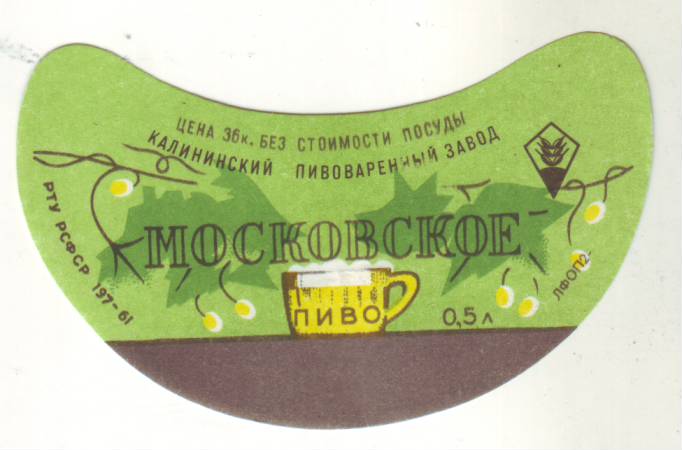 ЦЕНА 36к. БЕЗ СТОИМОСТИ ПОСУДЫ
КАЛИНИНСКИЙ ПИВОВАРЕННЫЙ ЗАВОД
РТУ РСФСР 197-61
МОСКОВСКОЕ
ПИВО
0,5 л
ЛФОП2-